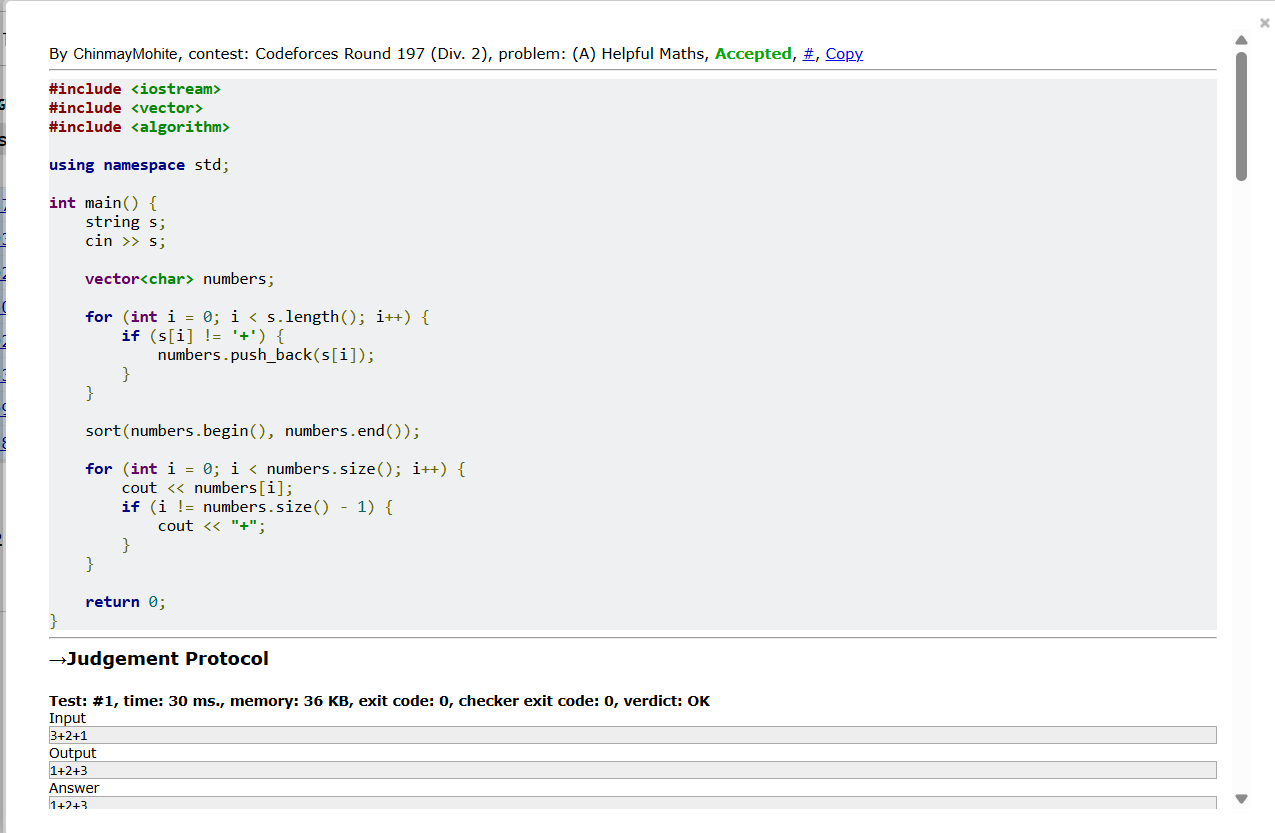 By ChinmayMohite, contest: Codeforces Round 197 (Div. 2), problem: (A) Helpful Maths, Accepted, #, Copy
#include <iostream>
#include <vector>
#include <algorithm>
using namespace std;
int main() {
    string s;
    cin >> s;
    vector<char> numbers;
    for (int i = 0; i < s.length(); i++) {
        if (s[i] != '+') {
            numbers.push_back(s[i]);
        }
    }
    sort(numbers.begin(), numbers.end());
    for (int i = 0; i < numbers.size(); i++) {
        cout << numbers[i];
        if (i != numbers.size() - 1) {
            cout << "+";
        }
    }
    return 0;
}
→Judgement Protocol
Test: #1, time: 30 ms., memory: 36 KB, exit code: 0, checker exit code: 0, verdict: OK
Input
3+2+1
Output
1+2+3
Answer
1+2+3